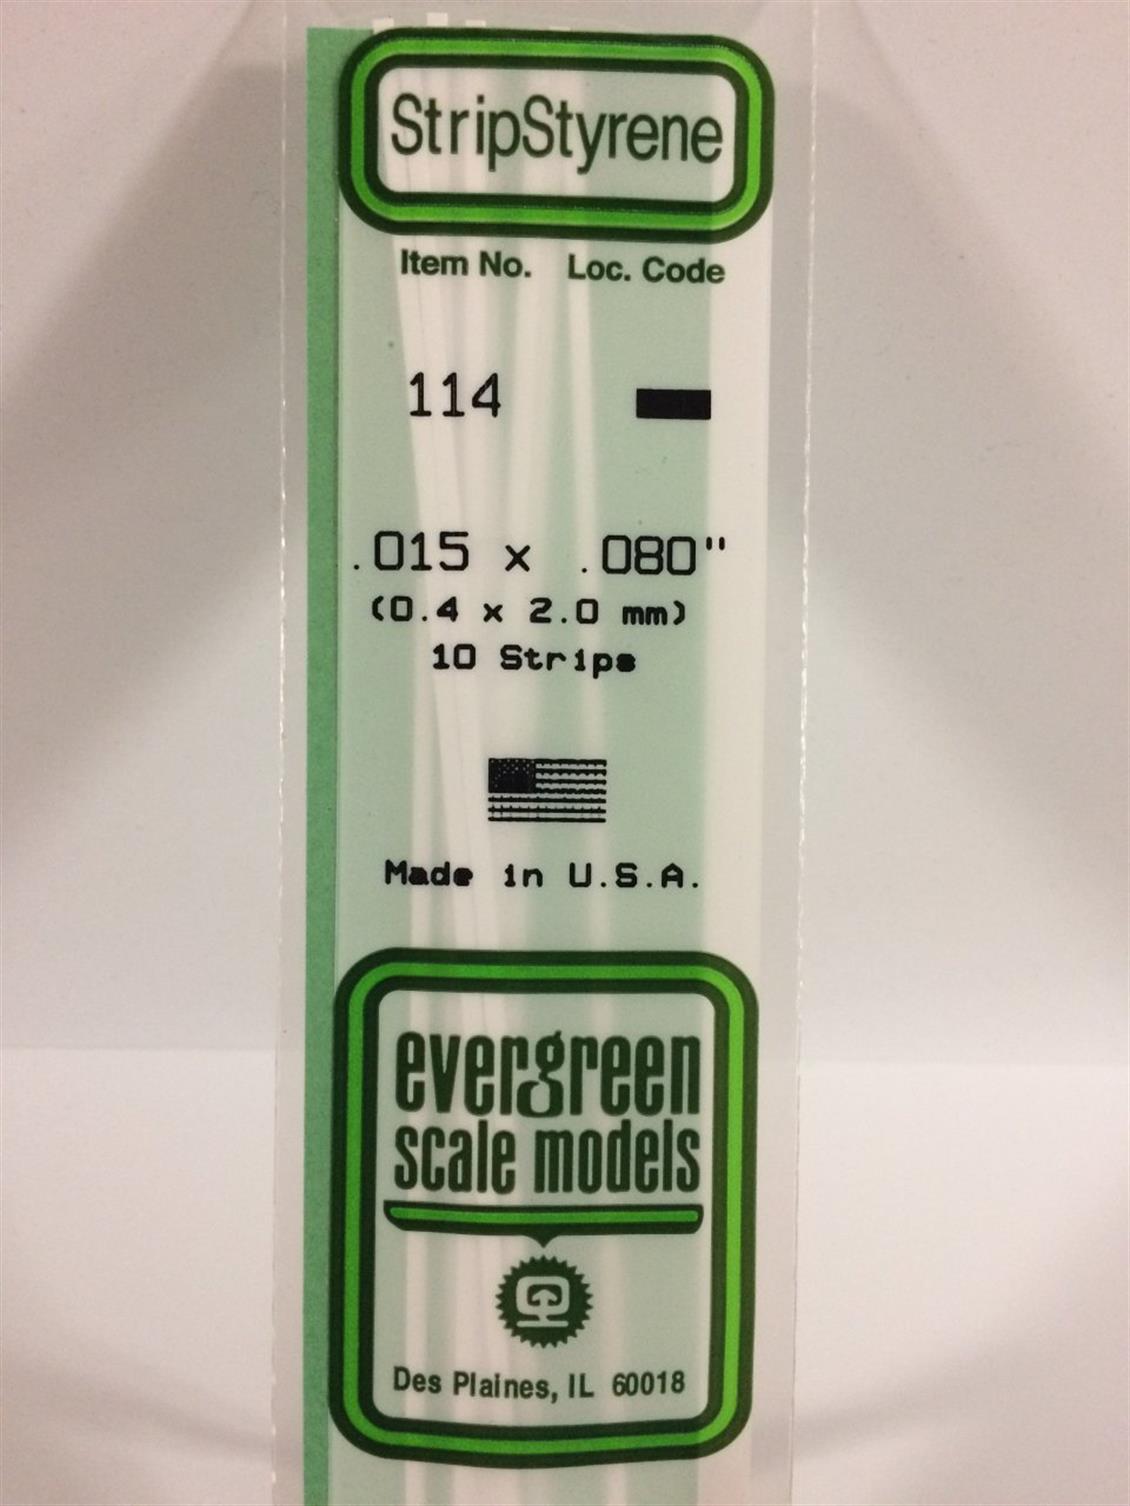 StripStyrene
Item No. Loc. Code
114
.015 x .080"
(0.4 x 2.0 mm)
10 Strips
Made in U.S.A.
evergreen
scale models
Des Plaines, IL 60018